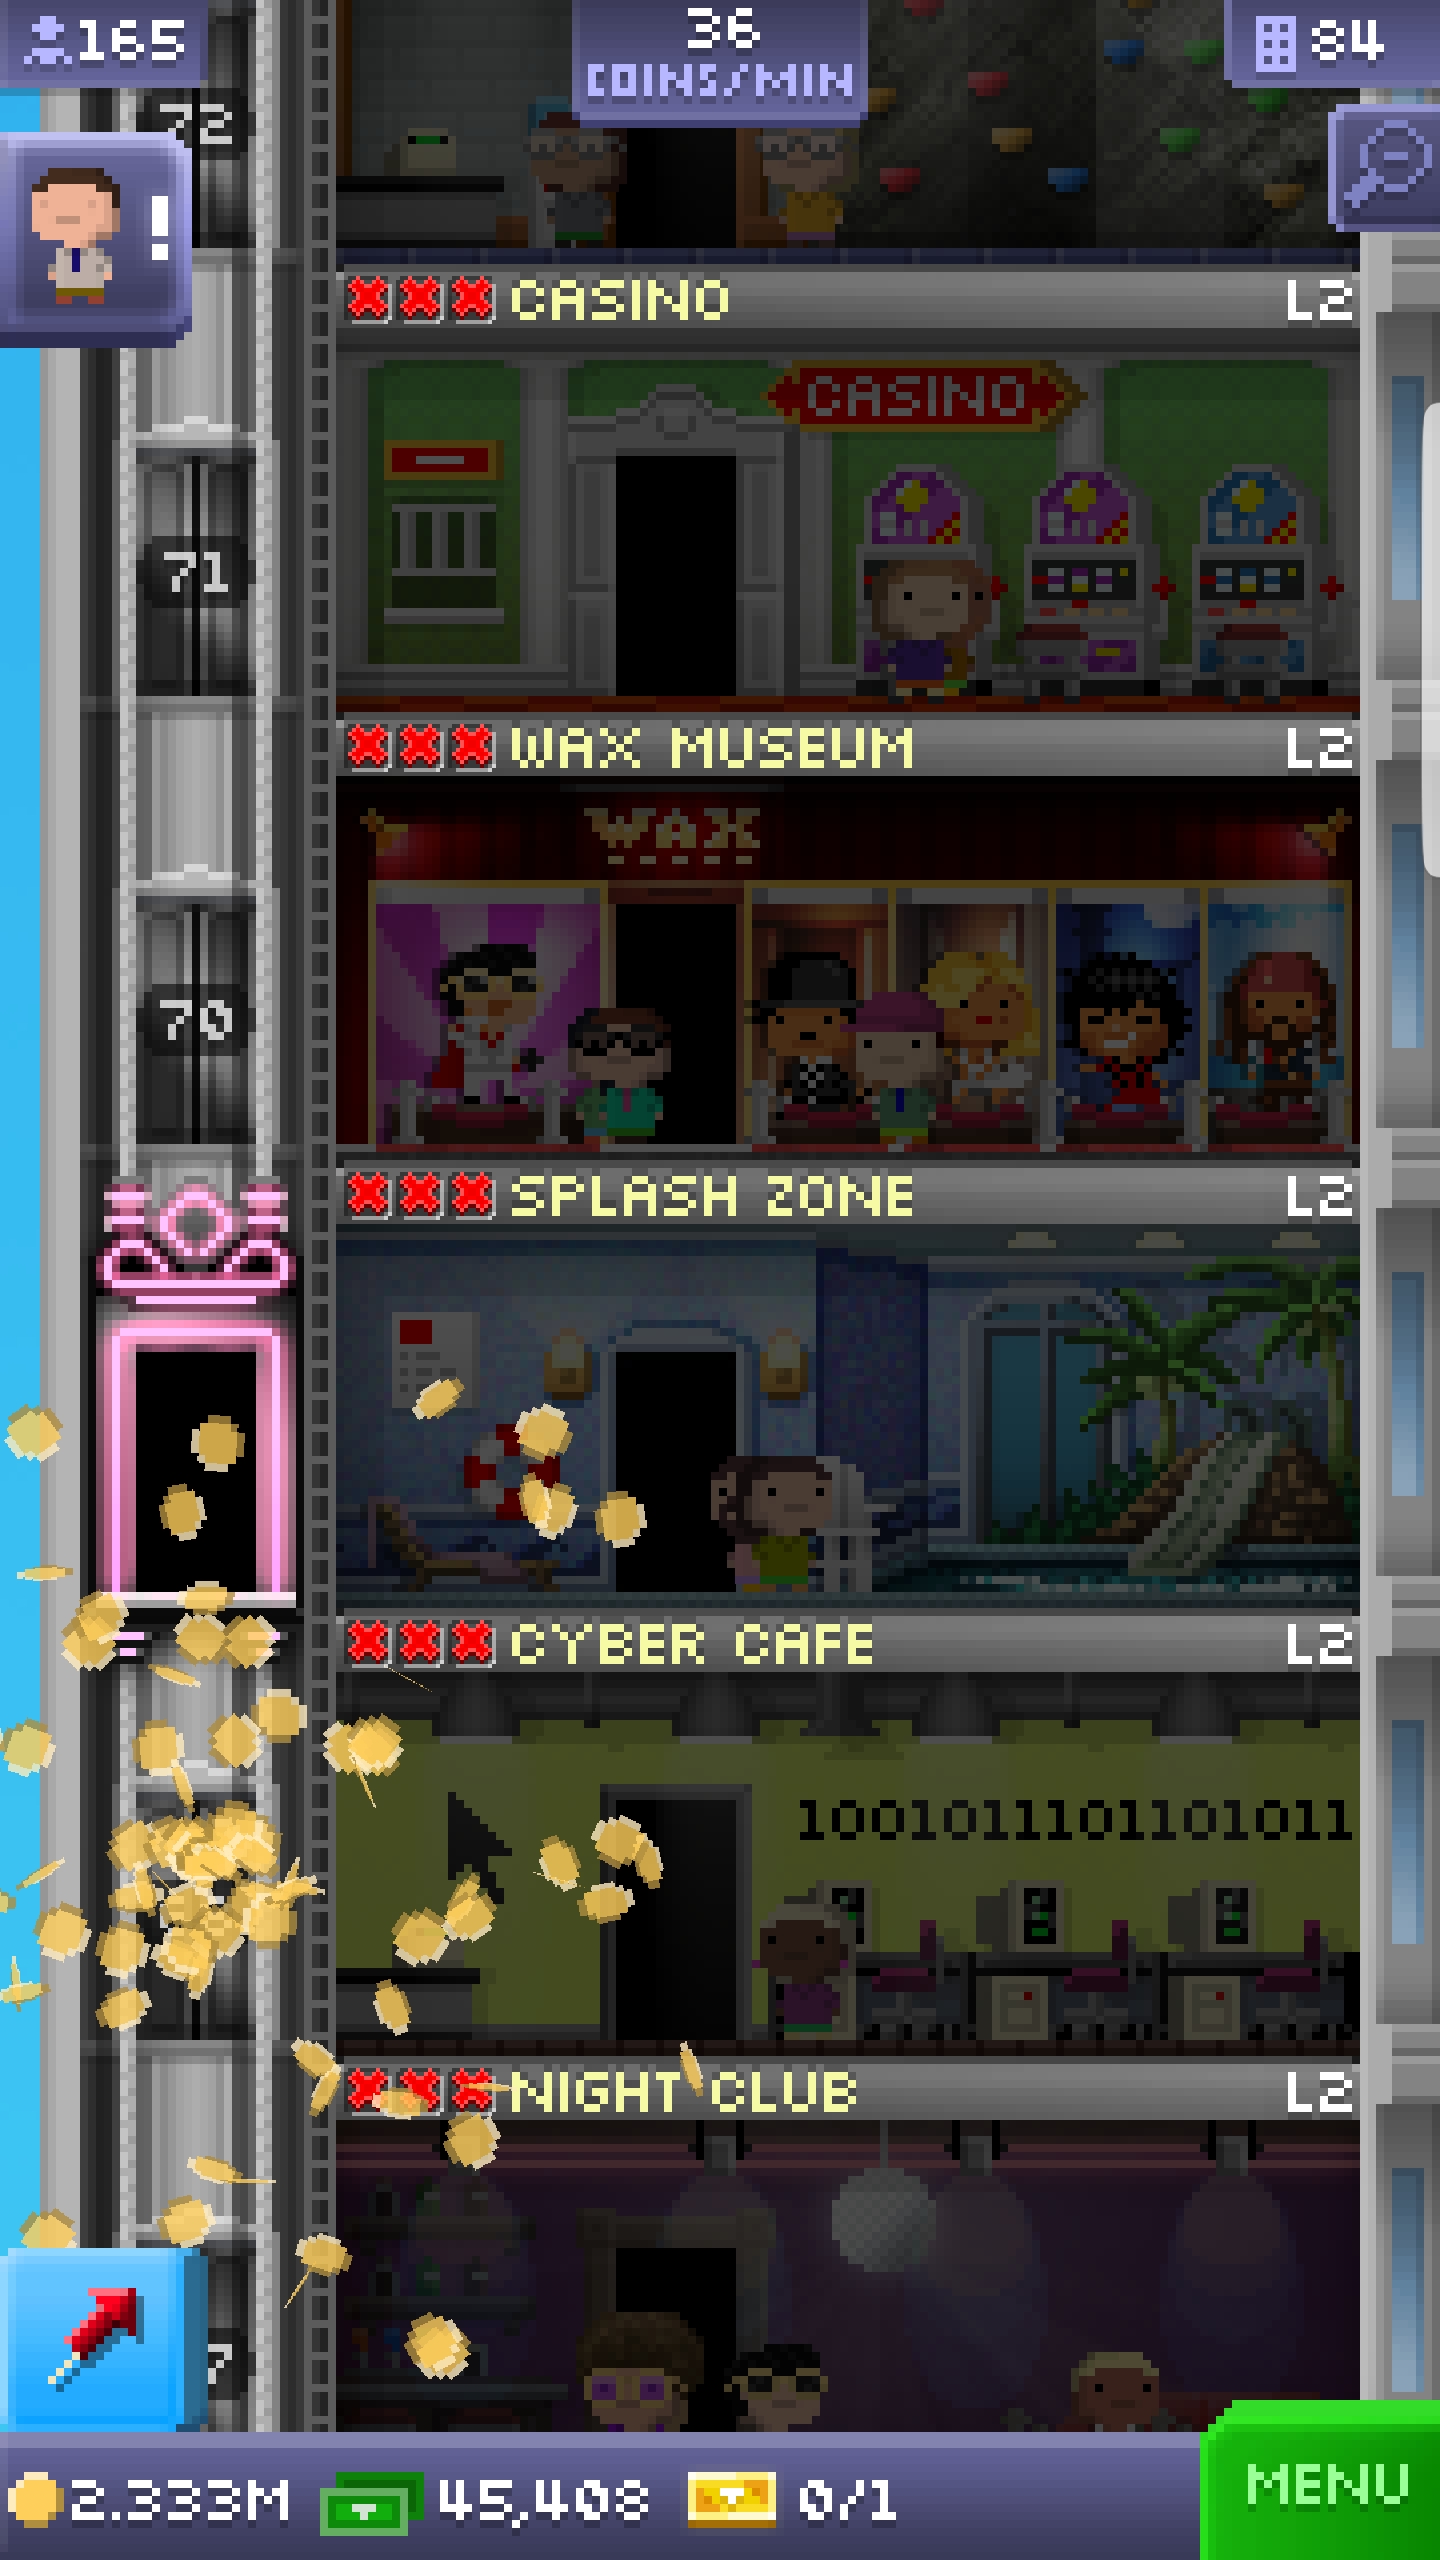 165
36
COINS/MIN
84
72
!
CASINO L2
CASINO
71
WAX MUSEUM L2
WAX
70
SPLASH ZONE L2
CYBER CAFE L2
1001011101101011
NIGHT CLUB L2
7
2.333M 45,408 0/1
MENU